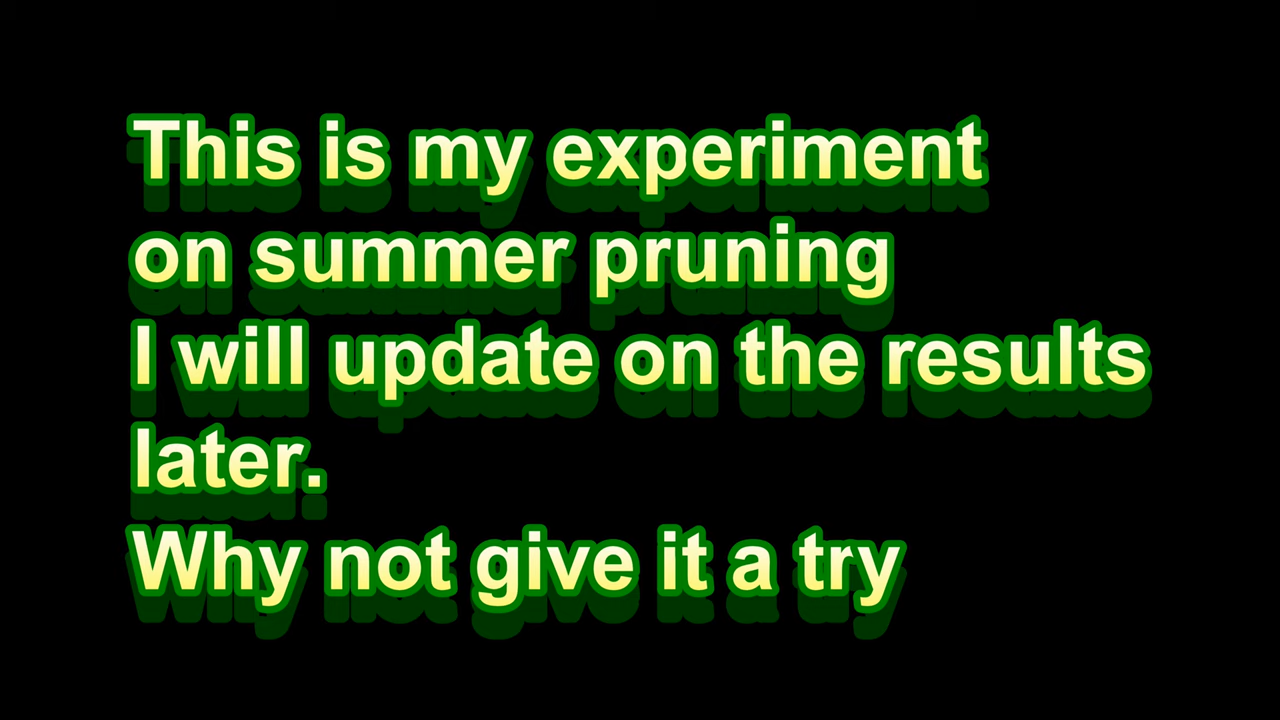 This is my experiment
on summer pruning
I will update on the results
later.
Why not give it a try